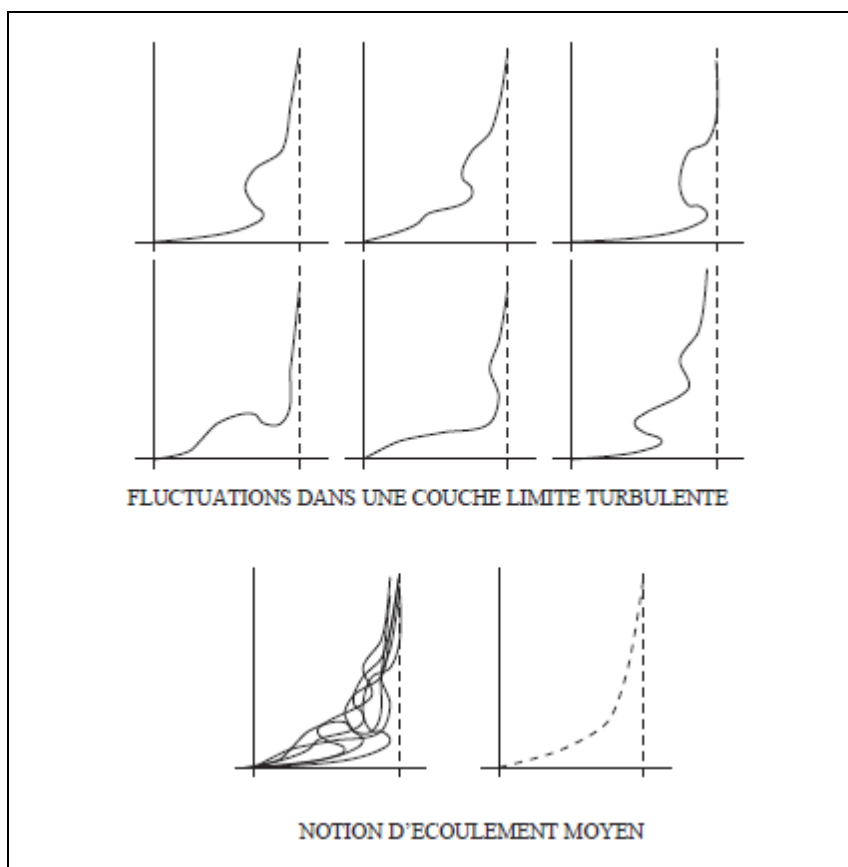 FLUCTUATIONS DANS UNE COUCHE LIMITE TURBULENTE
NOTION D'ECOULEMENT MOYEN